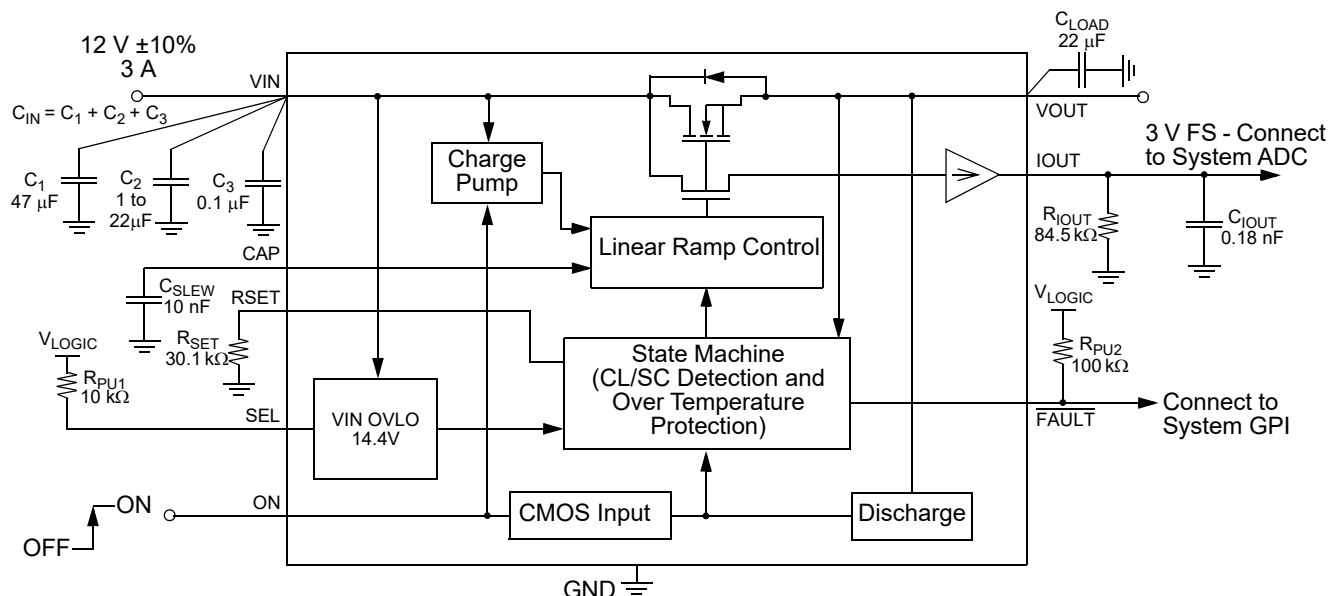 12 V ±10%
3 A
VIN
C_IN = C_1 + C_2 + C_3
C_1
47 μF
C_2
1 to
22μF
C_3
0.1 μF
Charge
Pump
C_LOAD
22 μF
VOUT
3 V FS - Connect
to System ADC
IOUT
R_IOUT
84.5 kΩ
C_IOUT
0.18 nF
Linear Ramp Control
CAP
C_SLEW
10 nF
RSET
R_SET
30.1 kΩ
V_LOGIC
R_PU1
10 kΩ
SEL
VIN OVLO
14.4V
State Machine
(CL/SC Detection and
Over Temperature
Protection)
V_LOGIC
R_PU2
100 kΩ
FAULT
Connect to
System GPI
ON
OFF
ON
CMOS Input
Discharge
GND